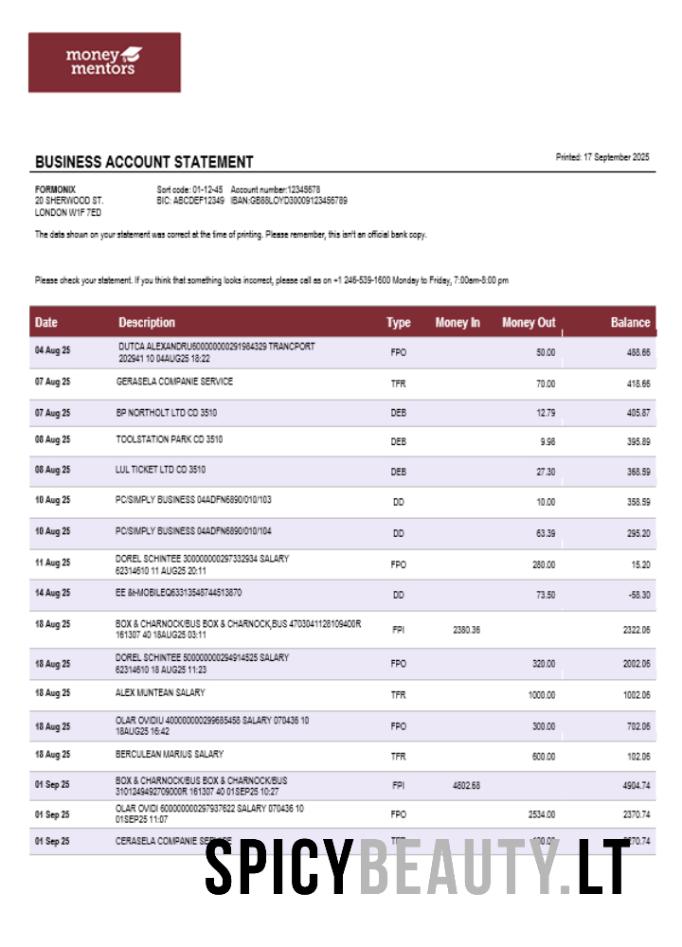 money
mentors
BUSINESS ACCOUNT STATEMENT
Printed: 17 September 2025
FORMONIX
Sort code: 01-12-45 Account number:12345678
20 SHERWOOD ST.
BIC: ABCDEF12349 IBAN:GB88LOYD30009123456789
LONDON W1F 7ED
The data shown on your statement was correct at the time of printing. Please remember, this isn't an official bank copy.
Please check your statement. If you think that something looks incorrect, please call as on +1 246-539-1600 Monday to Friday, 7:00am-8:00 pm
Date Description Type Money In Money Out Balance
04 Aug 25 DUTCA ALEXANDRU600000000291984329 TRANCPORT FPO 50.00 488.66
202941 10 04AUG25 18:22
07 Aug 25 GERASELA COMPANIE SERVICE TFR 70.00 418.66
07 Aug 25 BP NORTHOLT LTD CD 3510 DEB 12.79 405.87
08 Aug 25 TOOLSTATION PARK CD 3510 DEB 9.98 395.89
08 Aug 25 LUL TICKET LTD CD 3510 DEB 27.30 368.59
10 Aug 25 PC/SIMPLY BUSINESS 04ADFN6890/010/103 DD 10.00 358.59
10 Aug 25 PC/SIMPLY BUSINESS 04ADFN6890/010/104 DD 63.39 295.20
11 Aug 25 DOREL SCHINTEE 300000000297332934 SALARY FPO 280.00 15.20
62314610 11 AUG25 20:11
14 Aug 25 EE &I-MOBILEQ63313548744513870 DD 73.50 -58.30
18 Aug 25 BOX & CHARNOCK/BUS BOX & CHARNOCK,BUS 4703041128109400R FPI 2380.36 2322.06
161307 40 18AUG25 03:11
18 Aug 25 DOREL SCHINTEE 500000000294914525 SALARY FPO 320.00 2002.06
62314610 18 AUG25 11:23
18 Aug 25 ALEX MUNTEAN SALARY TFR 1000.00 1002.06
18 Aug 25 OLAR OVIDIU 400000000299685458 SALARY 070436 10 FPO 300.00 702.06
18AUG25 16:42
18 Aug 25 BERCULEAN MARIUS SALARY TFR 600.00 102.06
01 Sep 25 BOX & CHARNOCK/BUS BOX & CHARNOCK/BUS FPI 4802.68 4904.74
3101249492709000R 161307 40 01SEP25 10:27
01 Sep 25 OLAR OVIDI 600000000297937622 SALARY 070436 10 FPO 2534.00 2370.74
01SEP25 11:07
01 Sep 25 CERASELA COMPANIE SERVICE
SPICYBEAUTY.LT